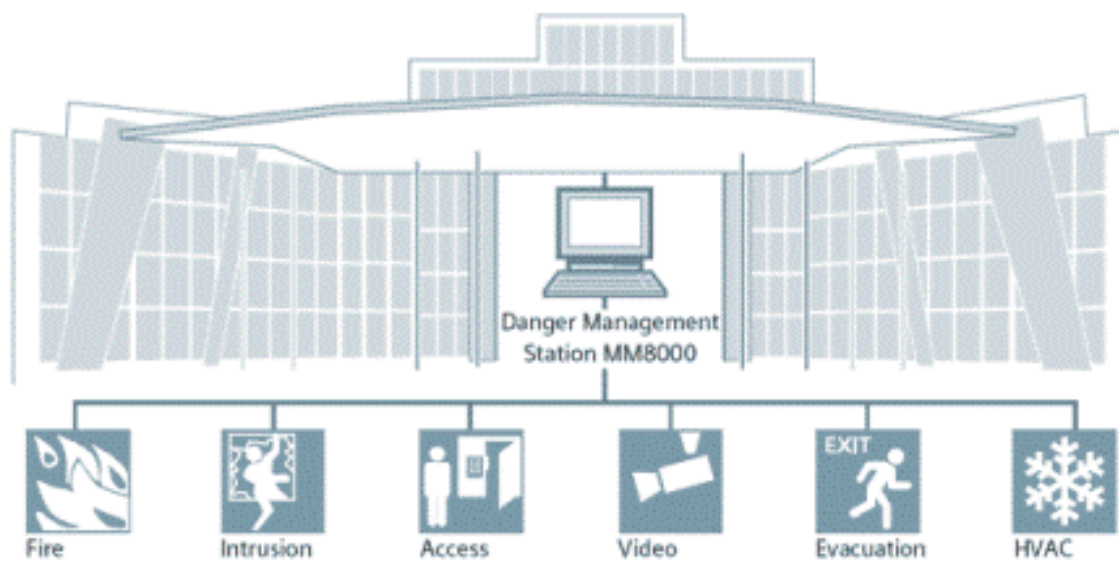 Danger Management
Station MM8000
EXIT
Fire
Intrusion
Access
Video
Evacuation
HVAC